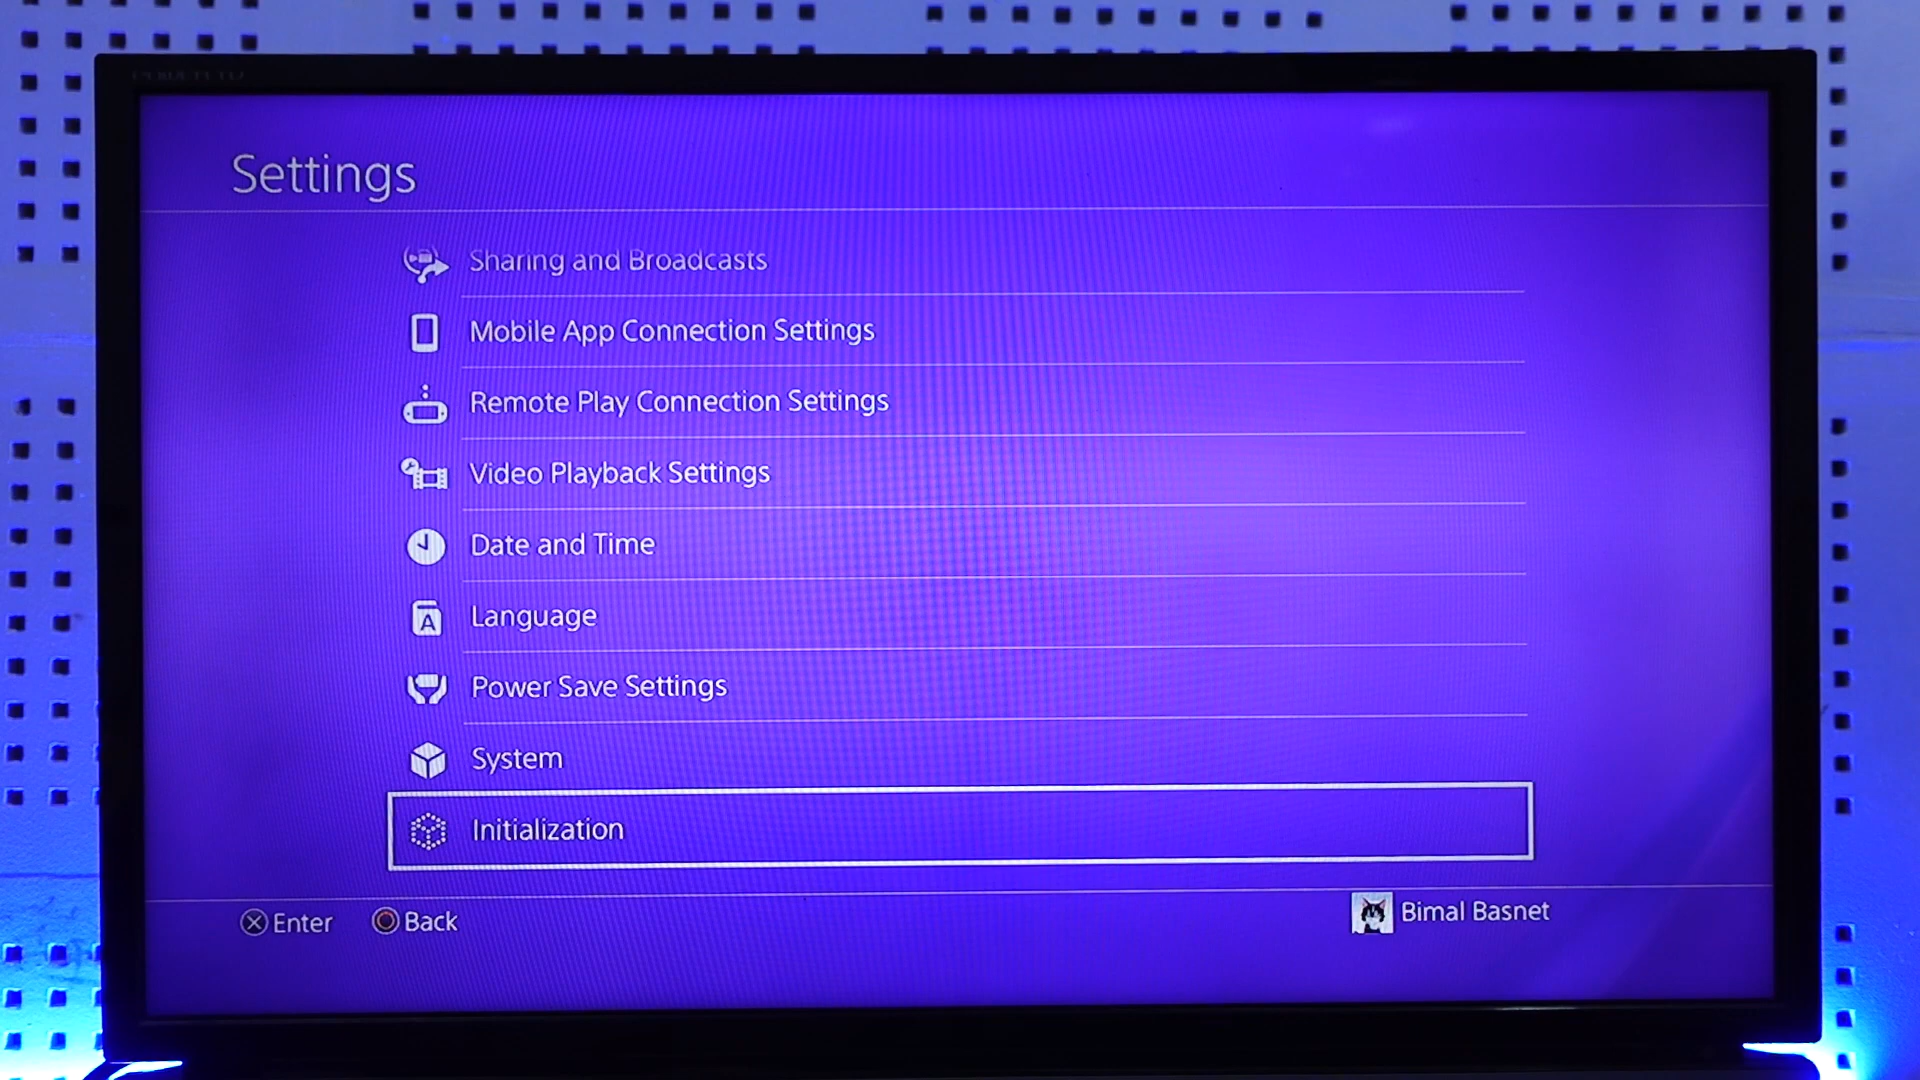 Settings
Sharing and Broadcasts
Mobile App Connection Settings
Remote Play Connection Settings
Video Playback Settings
Date and Time
Language
Power Save Settings
System
Initialization
Enter
Back
Bimal Basnet